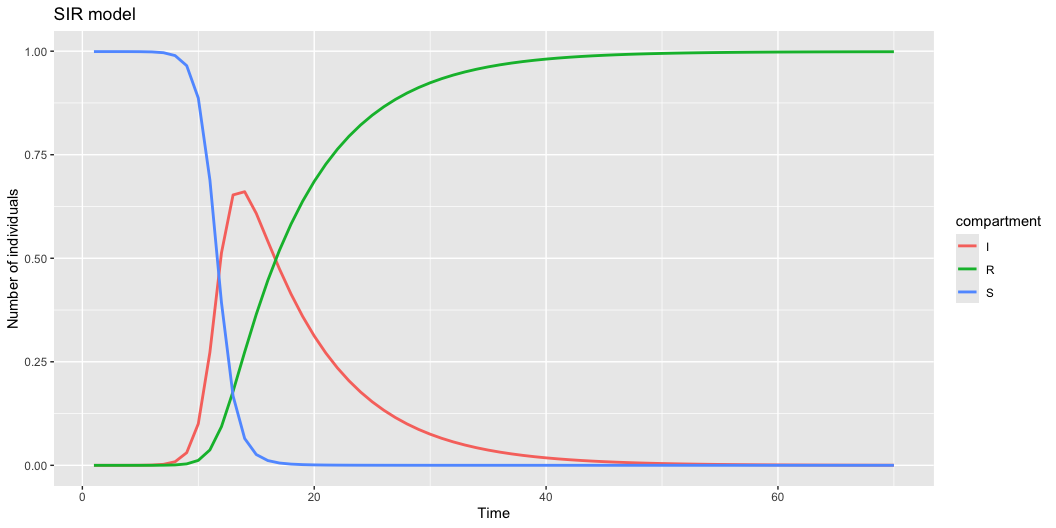 SIR model
Number of individuals
1.00
0.75
0.50
0.25
0.00
0
20
40
60
Time
compartment
I
R
S